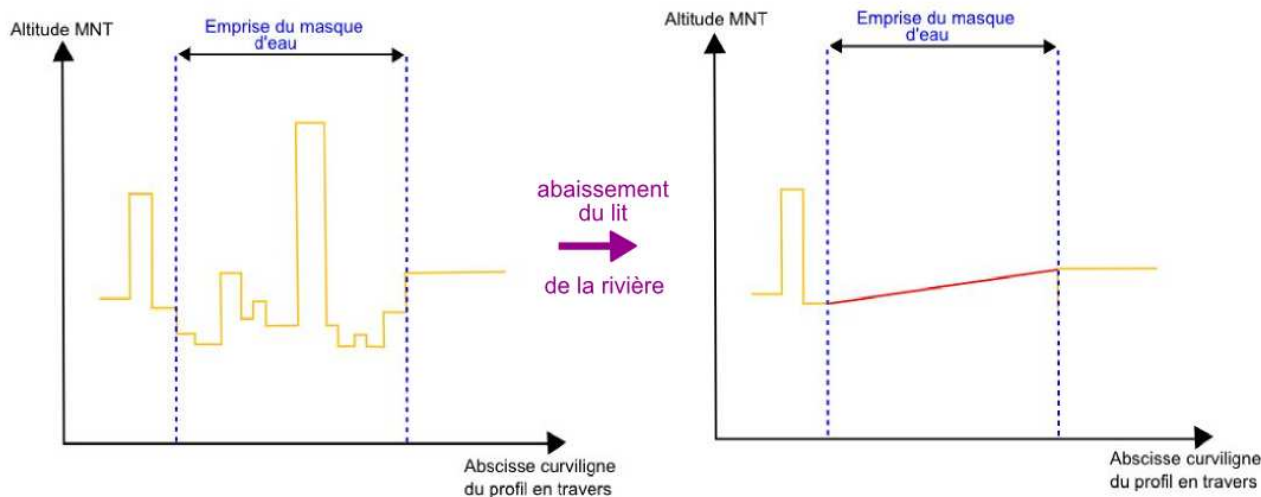 Altitude MNT
Emprise du masque
d'eau
Abscisse curviligne
du profil en travers
abaissement
du lit
de la rivière
Altitude MNT
Emprise du masque
d'eau
Abscisse curviligne
du profil en travers